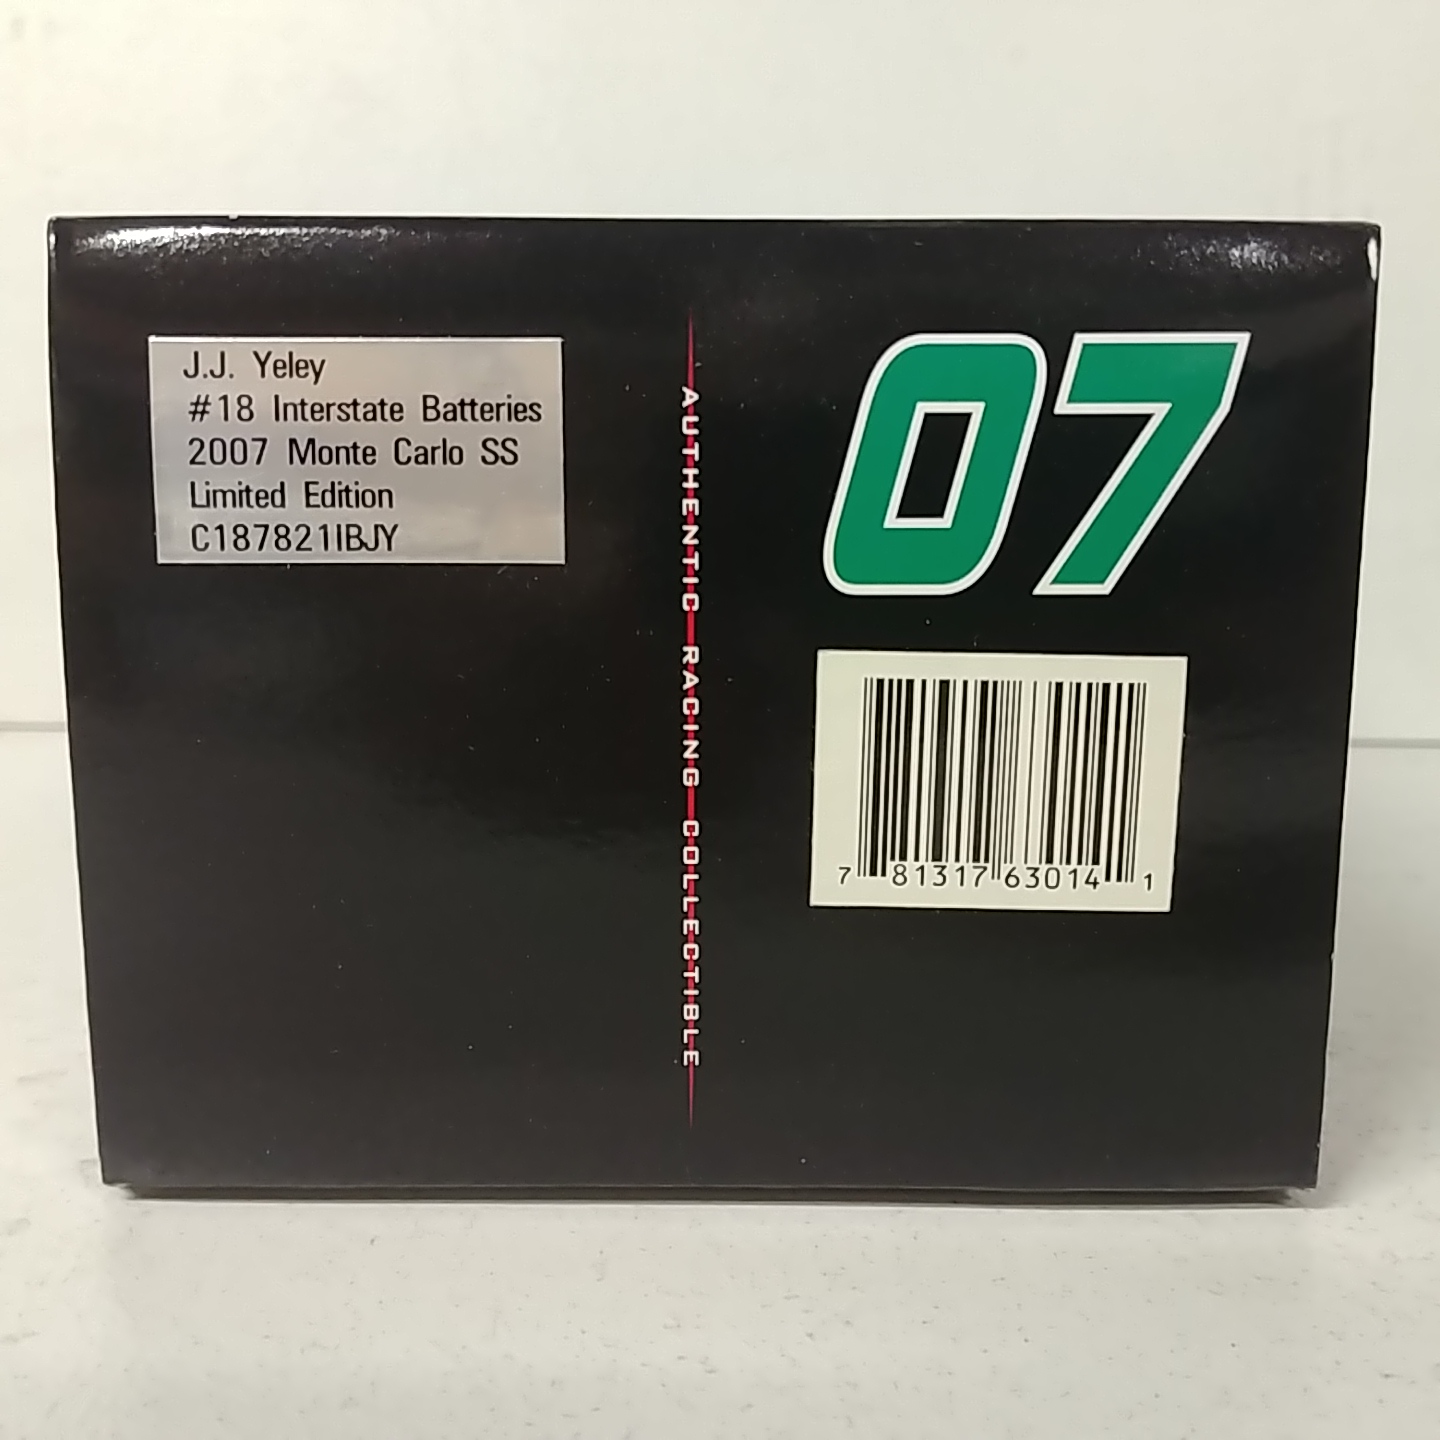 J.J. Yeley
#18 Interstate Batteries
2007 Monte Carlo SS
Limited Edition
C187821IBJY
AUTHENTIC RACING COLLECTIBLE
07
7 81317 63014 1